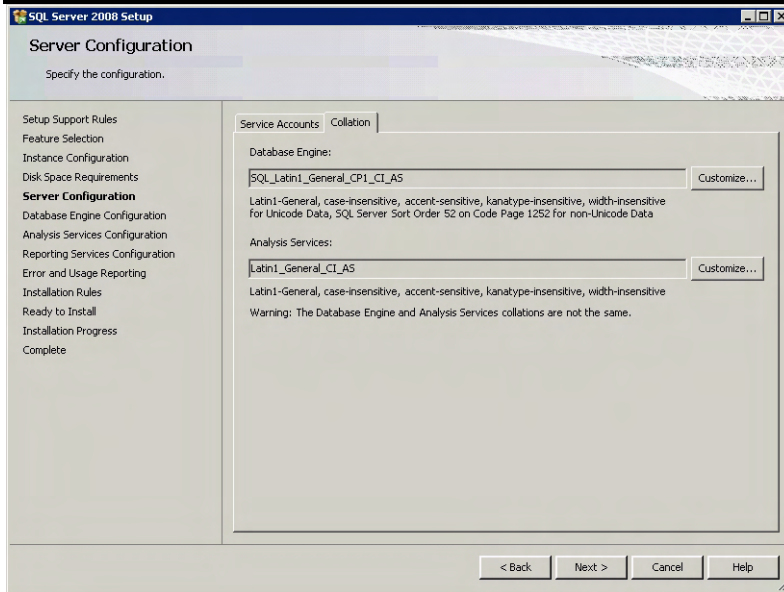 SQL Server 2008 Setup
Server Configuration
Specify the configuration.
Setup Support Rules
Feature Selection
Instance Configuration
Disk Space Requirements
Server Configuration
Database Engine Configuration
Analysis Services Configuration
Reporting Services Configuration
Error and Usage Reporting
Installation Rules
Ready to Install
Installation Progress
Complete
Service Accounts Collation
Database Engine:
SQL_Latin1_General_CP1_CI_AS Customize...
Latin1-General, case-insensitive, accent-sensitive, kanatype-insensitive, width-insensitive
for Unicode Data, SQL Server Sort Order 52 on Code Page 1252 for non-Unicode Data
Analysis Services:
Latin1_General_CI_AS Customize...
Latin1-General, case-insensitive, accent-sensitive, kanatype-insensitive, width-insensitive
Warning: The Database Engine and Analysis Services collations are not the same.
< Back Next > Cancel Help